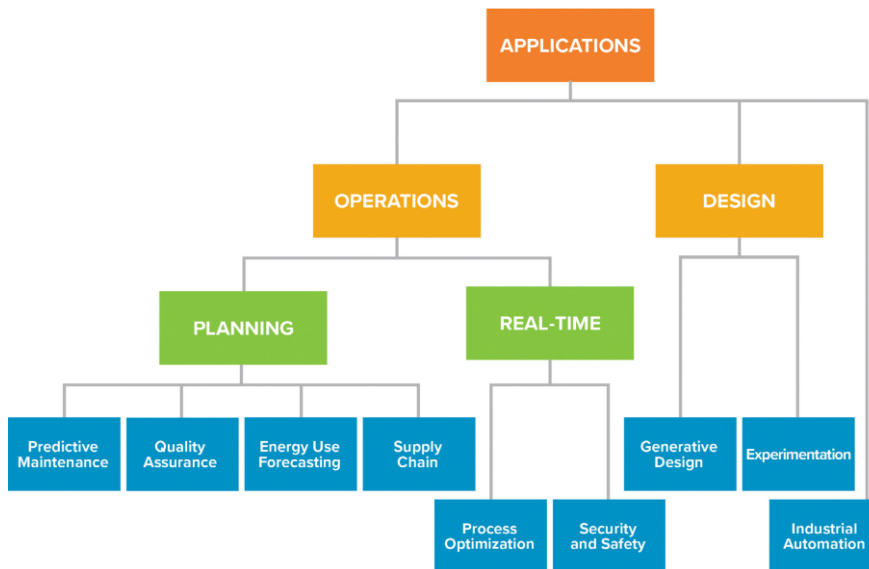 APPLICATIONS
OPERATIONS
DESIGN
PLANNING
REAL-TIME
Predictive
Maintenance
Quality
Assurance
Energy Use
Forecasting
Supply
Chain
Generative
Design
Experimentation
Process
Optimization
Security
and Safety
Industrial
Automation